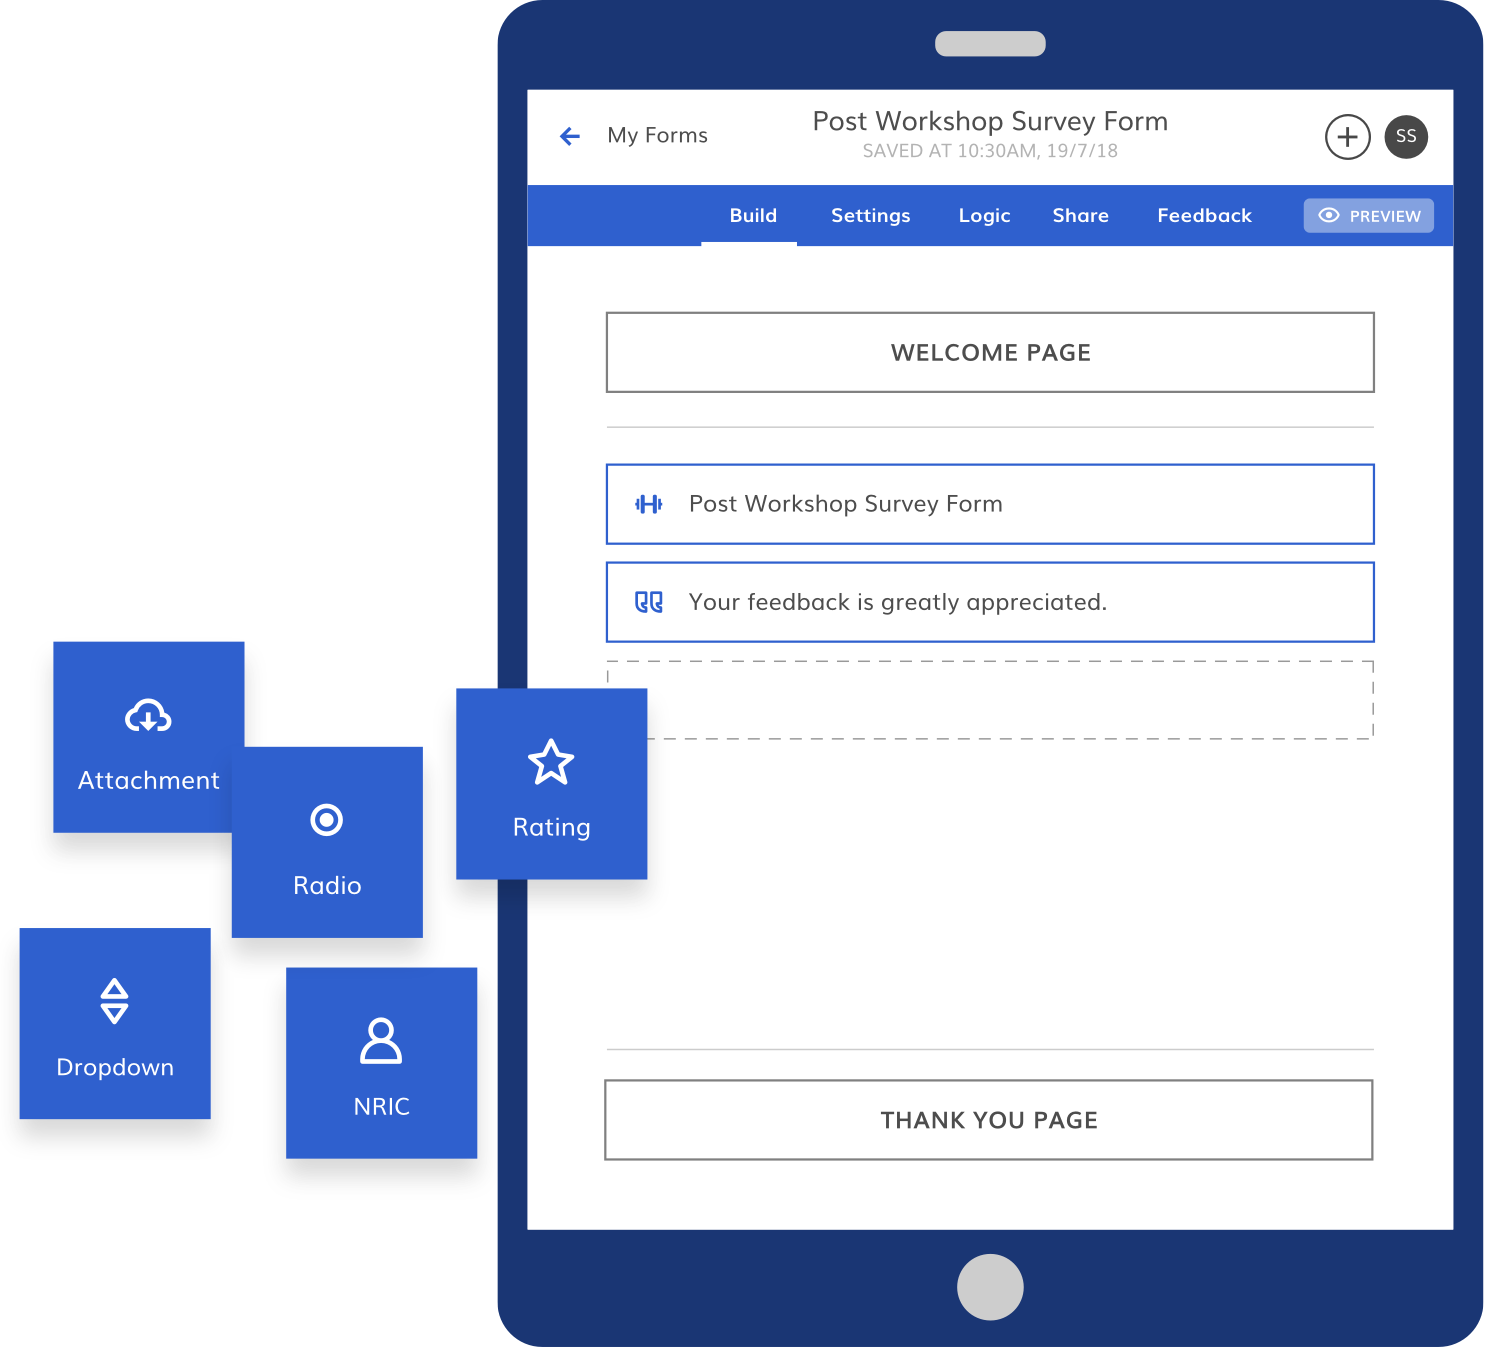 My Forms
Post Workshop Survey Form
SAVED AT 10:30AM, 19/7/18
SS
Build
Settings
Logic
Share
Feedback
PREVIEW
WELCOME PAGE
Post Workshop Survey Form
Your feedback is greatly appreciated.
Attachment
Radio
Rating
Dropdown
NRIC
THANK YOU PAGE